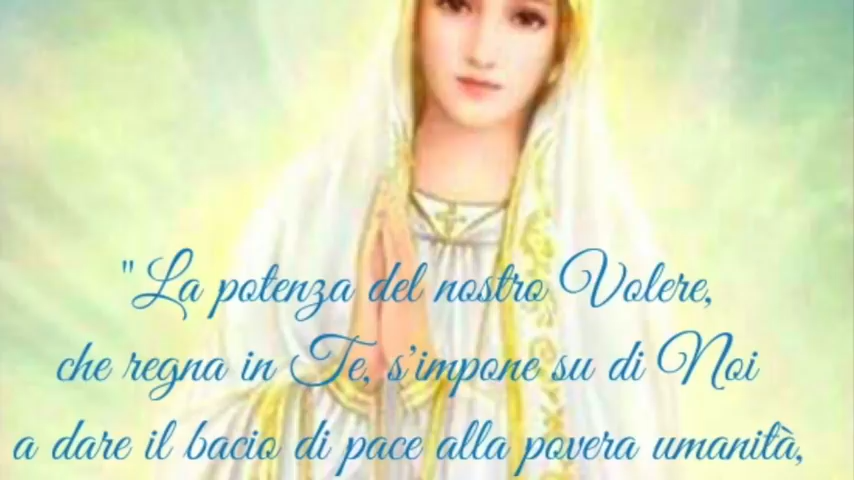 "La potenza del nostro Volere,
che regna in Te, s'impone su di Noi
a dare il bacio di pace alla povera umanità,